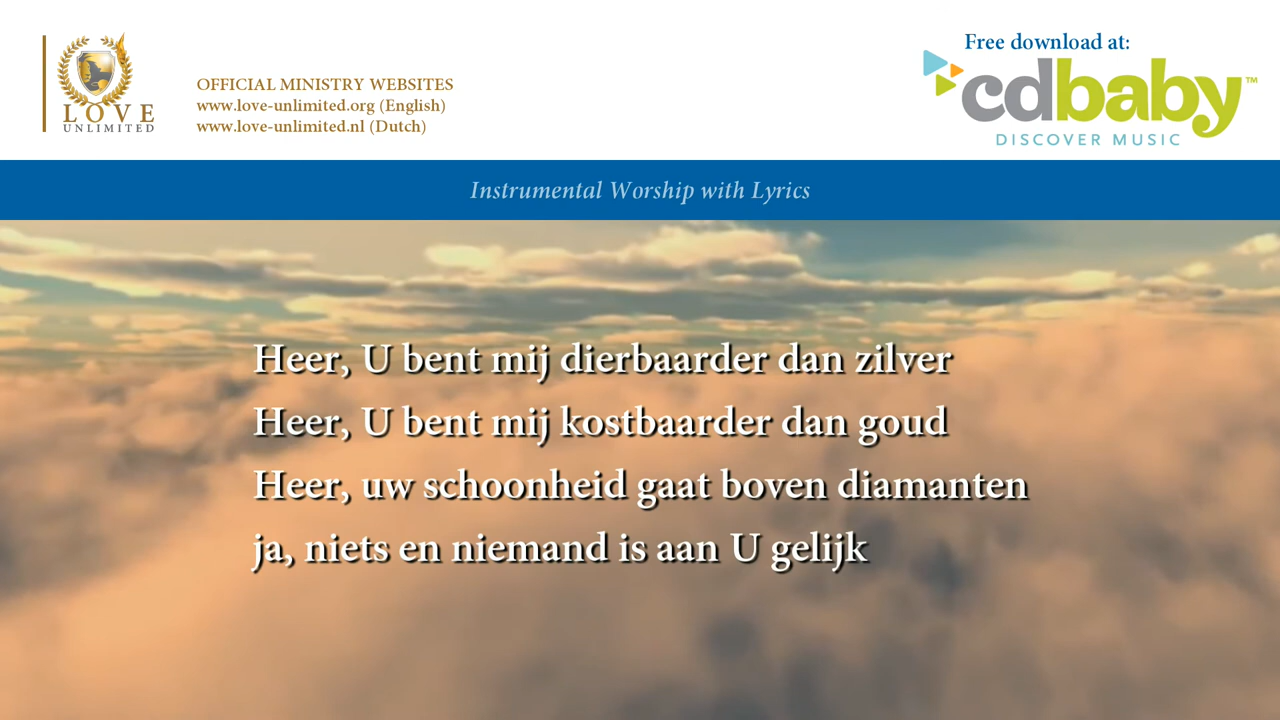 LOVE
UNLIMITED
OFFICIAL MINISTRY WEBSITES
www.love-unlimited.org (English)
www.love-unlimited.nl (Dutch)
Free download at:
cdbaby™
DISCOVER MUSIC
Instrumental Worship with Lyrics
Heer, U bent mij dierbaarder dan zilver
Heer, U bent mij kostbaarder dan goud
Heer, uw schoonheid gaat boven diamanten
ja, niets en niemand is aan U gelijk